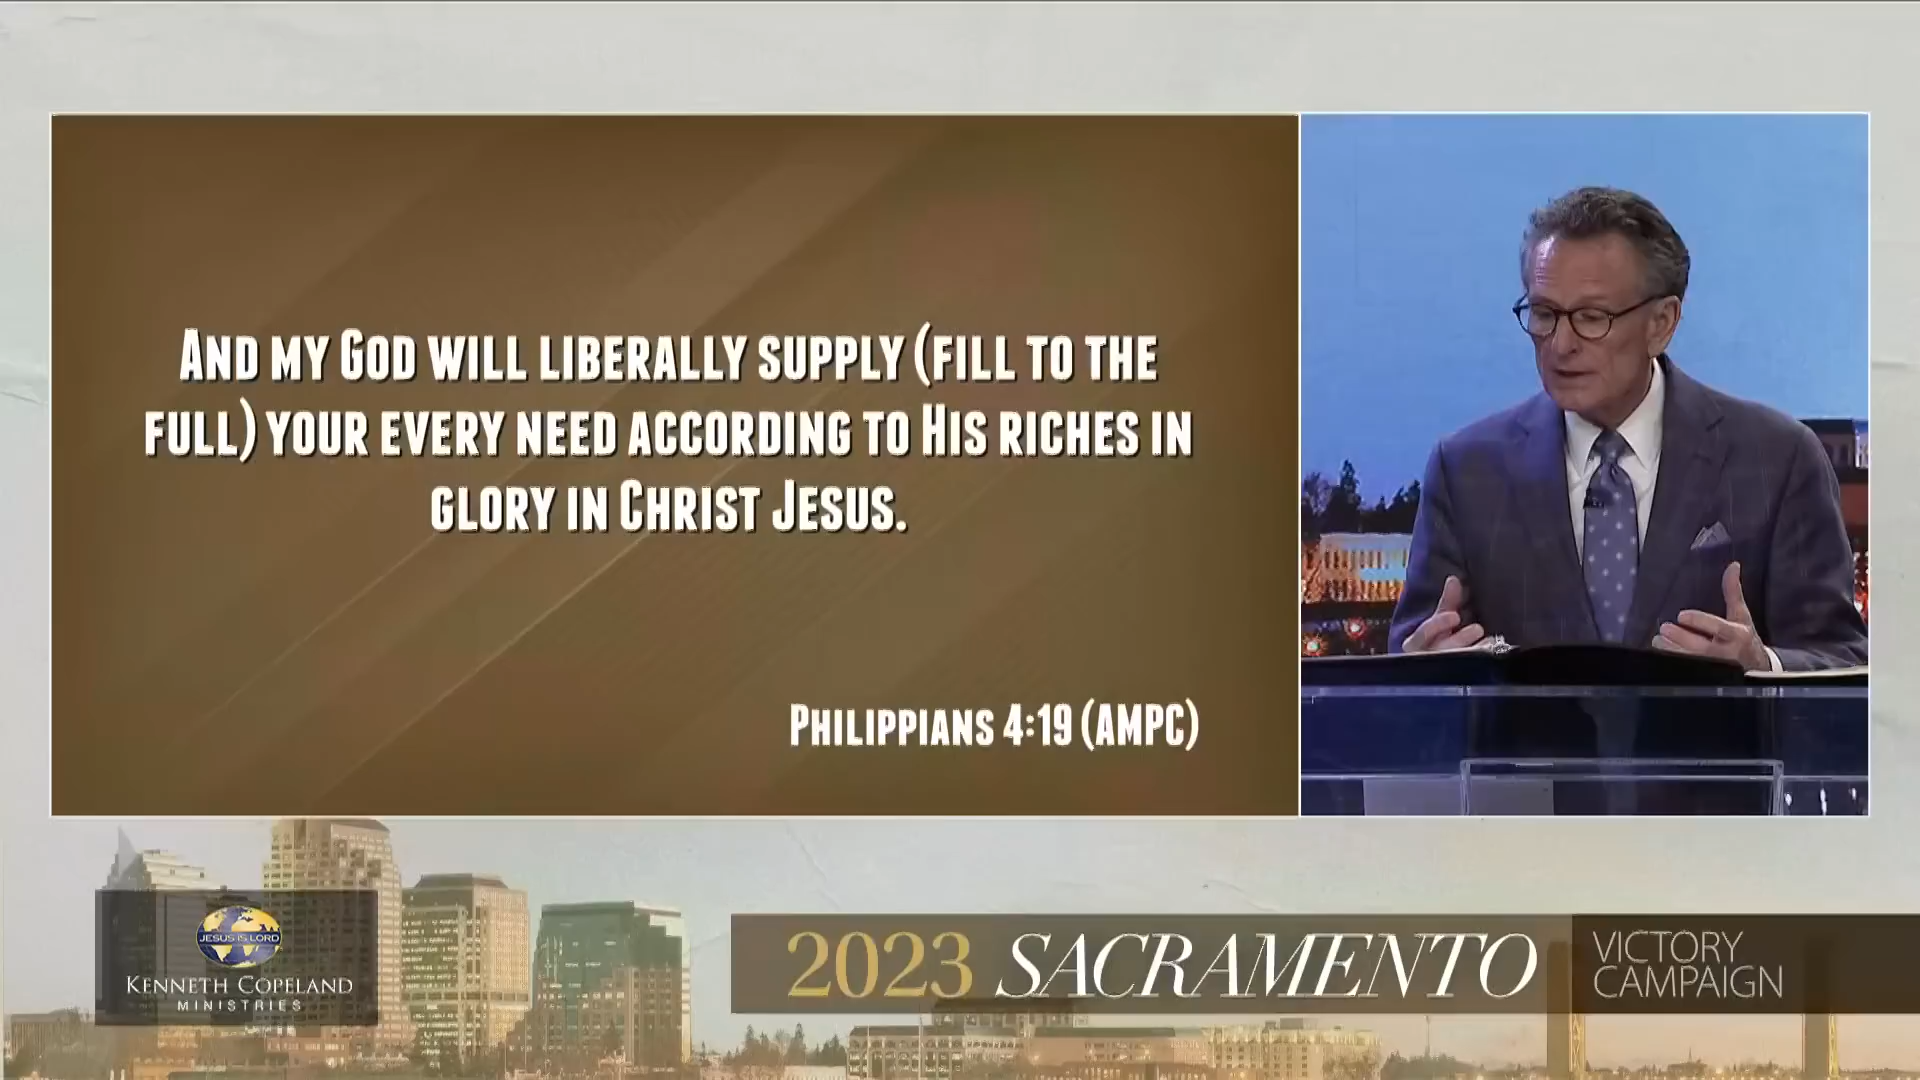 And my God will liberally supply (fill to the
full) your every need according to His riches in
glory in Christ Jesus.
Philippians 4:19 (AMPC)
JESUS IS LORD
KENNETH COPELAND
MINISTRIES
2023 SACRAMENTO
VICTORY
CAMPAIGN